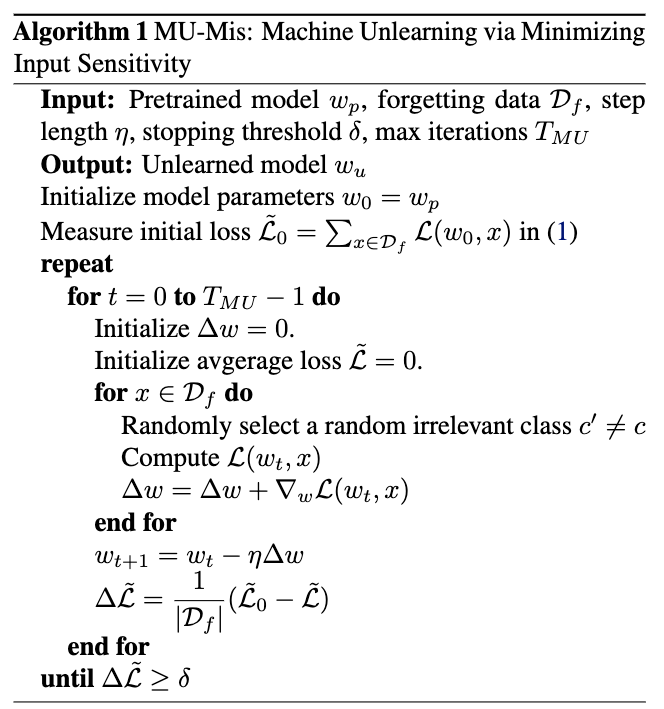 Algorithm 1 MU-Mis: Machine Unlearning via Minimizing
Input Sensitivity
Input: Pretrained model $w_p$, forgetting data $\mathcal{D}_f$, step
length $\eta$, stopping threshold $\delta$, max iterations $T_{MU}$
Output: Unlearned model $w_u$
Initialize model parameters $w_0 = w_p$
Measure initial loss $\tilde{\mathcal{L}}_0 = \sum_{x \in \mathcal{D}_f} \mathcal{L}(w_0, x)$ in (1)
repeat
for $t = 0$ to $T_{MU} - 1$ do
Initialize $\Delta w = 0$.
Initialize avgerage loss $\tilde{\mathcal{L}} = 0$.
for $x \in \mathcal{D}_f$ do
Randomly select a random irrelevant class $c' \neq c$
Compute $\mathcal{L}(w_t, x)$
$\Delta w = \Delta w + \nabla_w \mathcal{L}(w_t, x)$
end for
$w_{t+1} = w_t - \eta \Delta w$
$\Delta \tilde{\mathcal{L}} = \frac{1}{|\mathcal{D}_f|}(\tilde{\mathcal{L}}_0 - \tilde{\mathcal{L}})$
end for
until $\Delta \tilde{\mathcal{L}} \geq \delta$